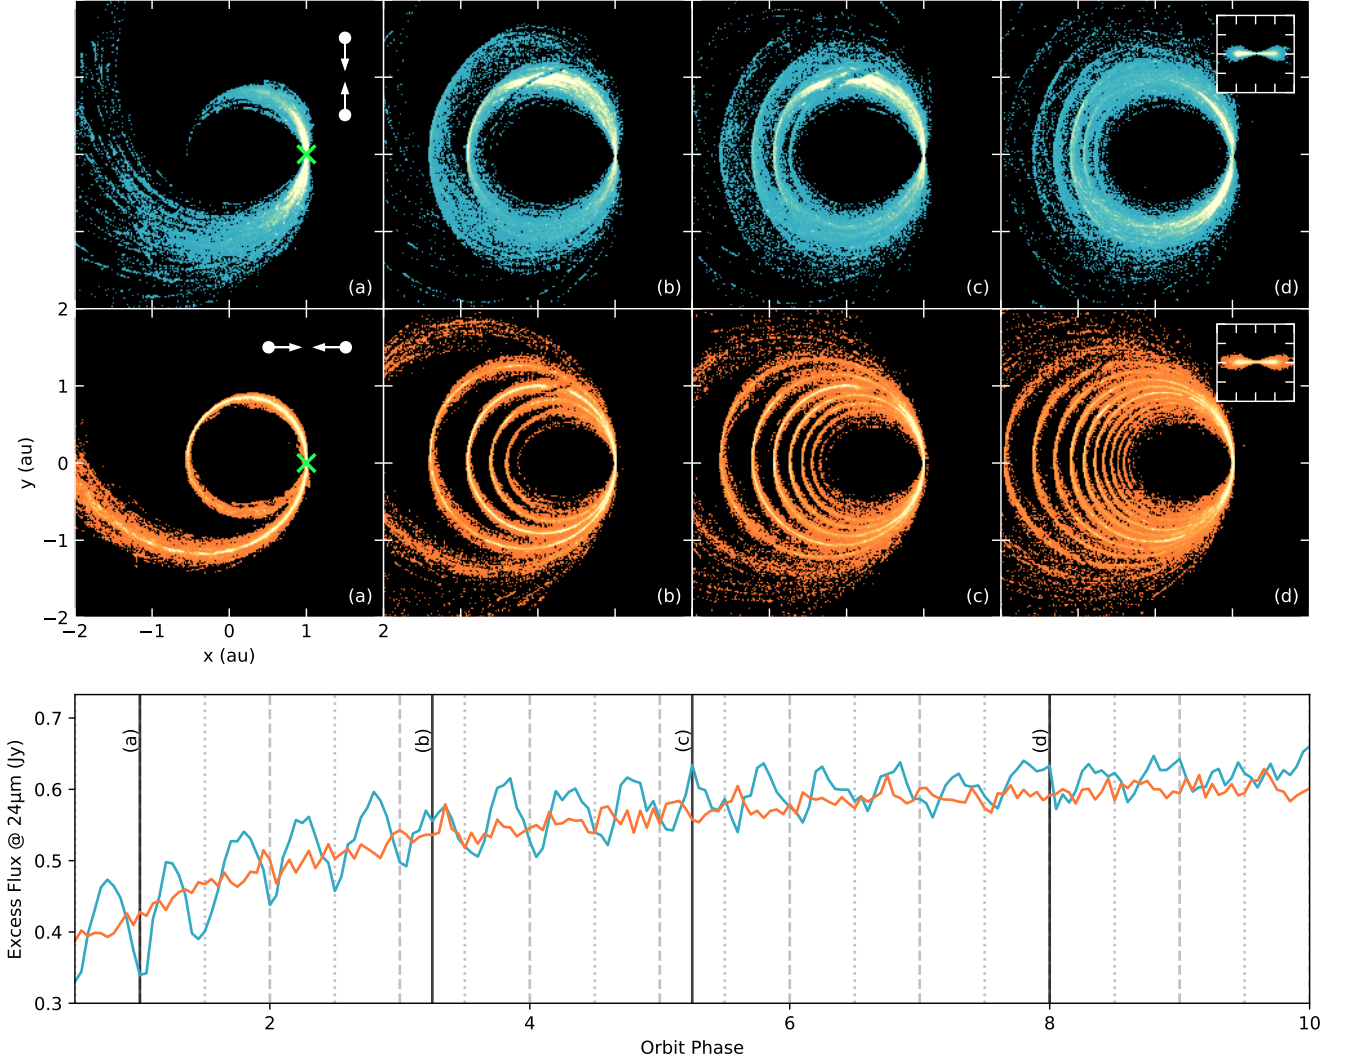 (a)
(b)
(c)
(d)
2
1
0
−1
−2
y (au)
(a)
(b)
(c)
(d)
−2
−1
0
1
2
x (au)
0.7
0.6
0.5
0.4
0.3
Excess Flux @ 24μm (Jy)
(a)
(b)
(c)
(d)
2
4
6
8
10
Orbit Phase